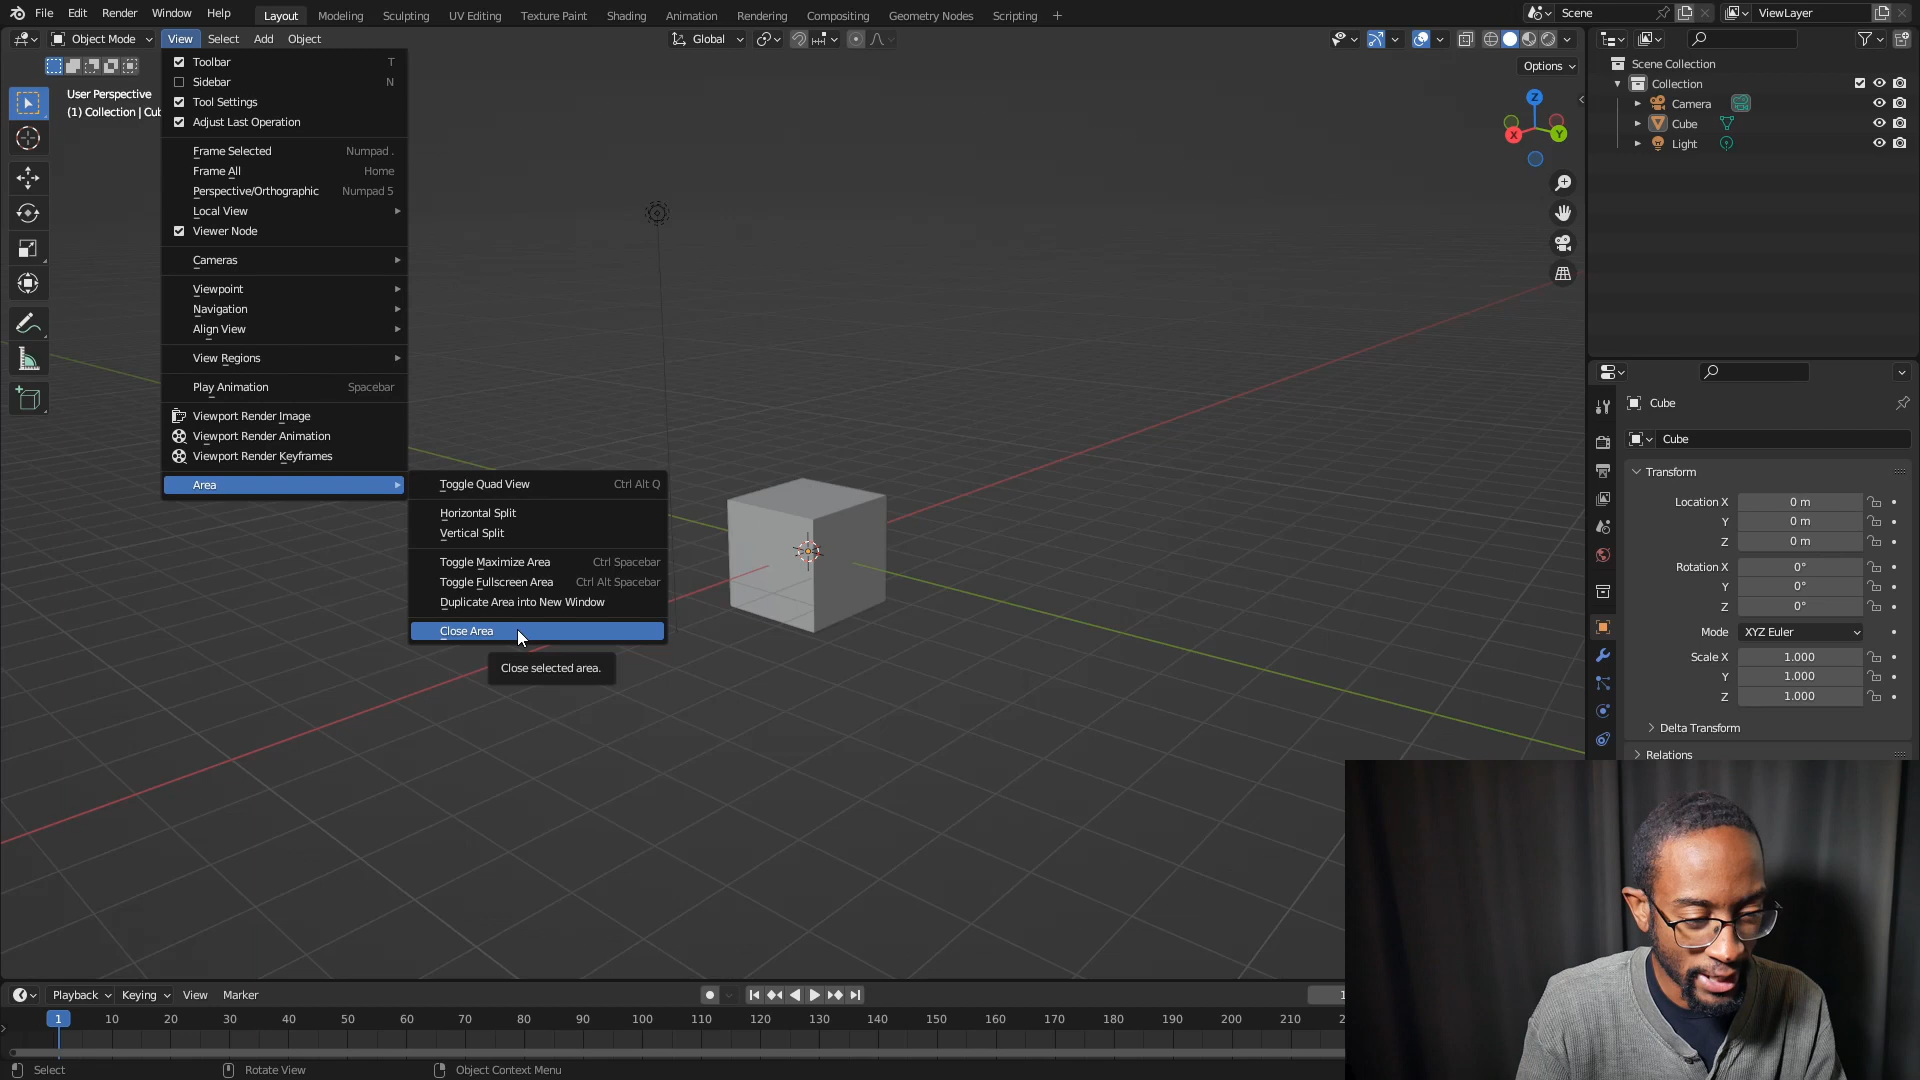 File Edit Render Window Help Layout Modeling Sculpting UV Editing Texture Paint Shading Animation Rendering Compositing Geometry Nodes Scripting + Scene ViewLayer
Object Mode View Select Add Object Global
Options
User Perspective
(1) Collection | Cub
Toolbar T
Sidebar N
Tool Settings
Adjust Last Operation
Frame Selected Numpad .
Frame All Home
Perspective/Orthographic Numpad 5
Local View
Viewer Node
Cameras
Viewpoint
Navigation
Align View
View Regions
Play Animation Spacebar
Viewport Render Image
Viewport Render Animation
Viewport Render Keyframes
Area
Toggle Quad View Ctrl Alt Q
Horizontal Split
Vertical Split
Toggle Maximize Area Ctrl Spacebar
Toggle Fullscreen Area Ctrl Alt Spacebar
Duplicate Area into New Window
Close Area
Close selected area.
Z
X
Y
Scene Collection
Collection
Camera
Cube
Light
Cube
Cube
Transform
Location X 0 m
Y 0 m
Z 0 m
Rotation X 0°
Y 0°
Z 0°
Mode XYZ Euler
Scale X 1.000
Y 1.000
Z 1.000
Delta Transform
Relations
Playback Keying View Marker 1
1 10 20 30 40 50 60 70 80 90 100 110 120 130 140 150 160 170 180 190 200 210 2
Select Rotate View Object Context Menu